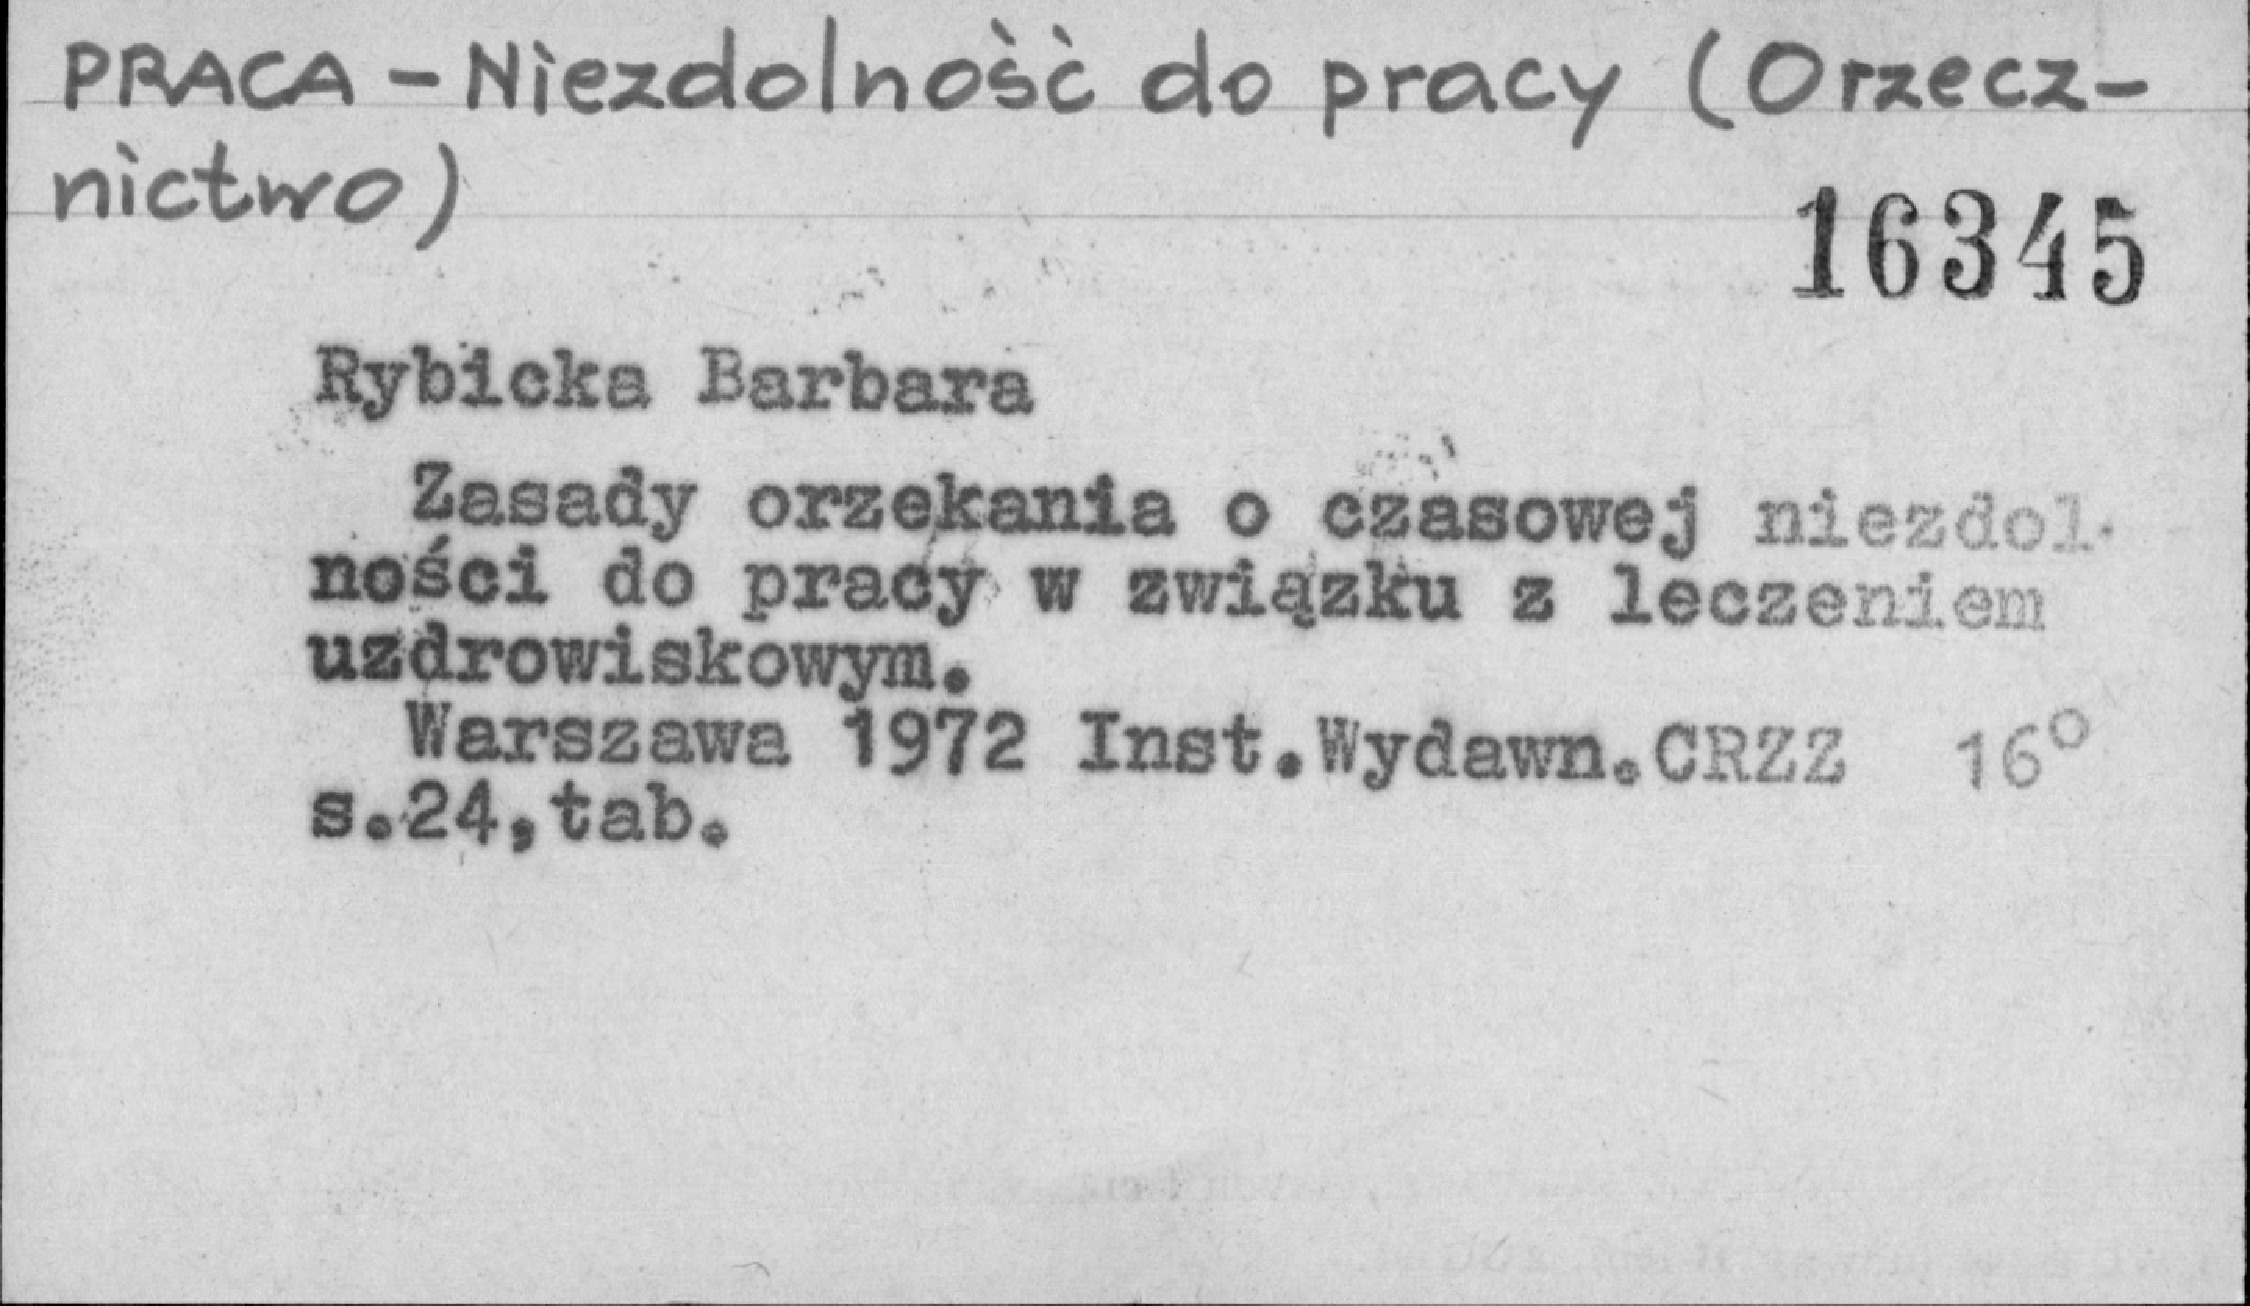 PRACA - Niezdolność do pracy (Orzecz-
nictwo)
16345
Rybicka Barbara
Zasady orzekania o czasowej niezdol-
ności do pracy w związku z leczeniem
uzdrowiskowym.
Warszawa 1972 Inst.Wydawn.CRZZ 16°
s.24,tab.